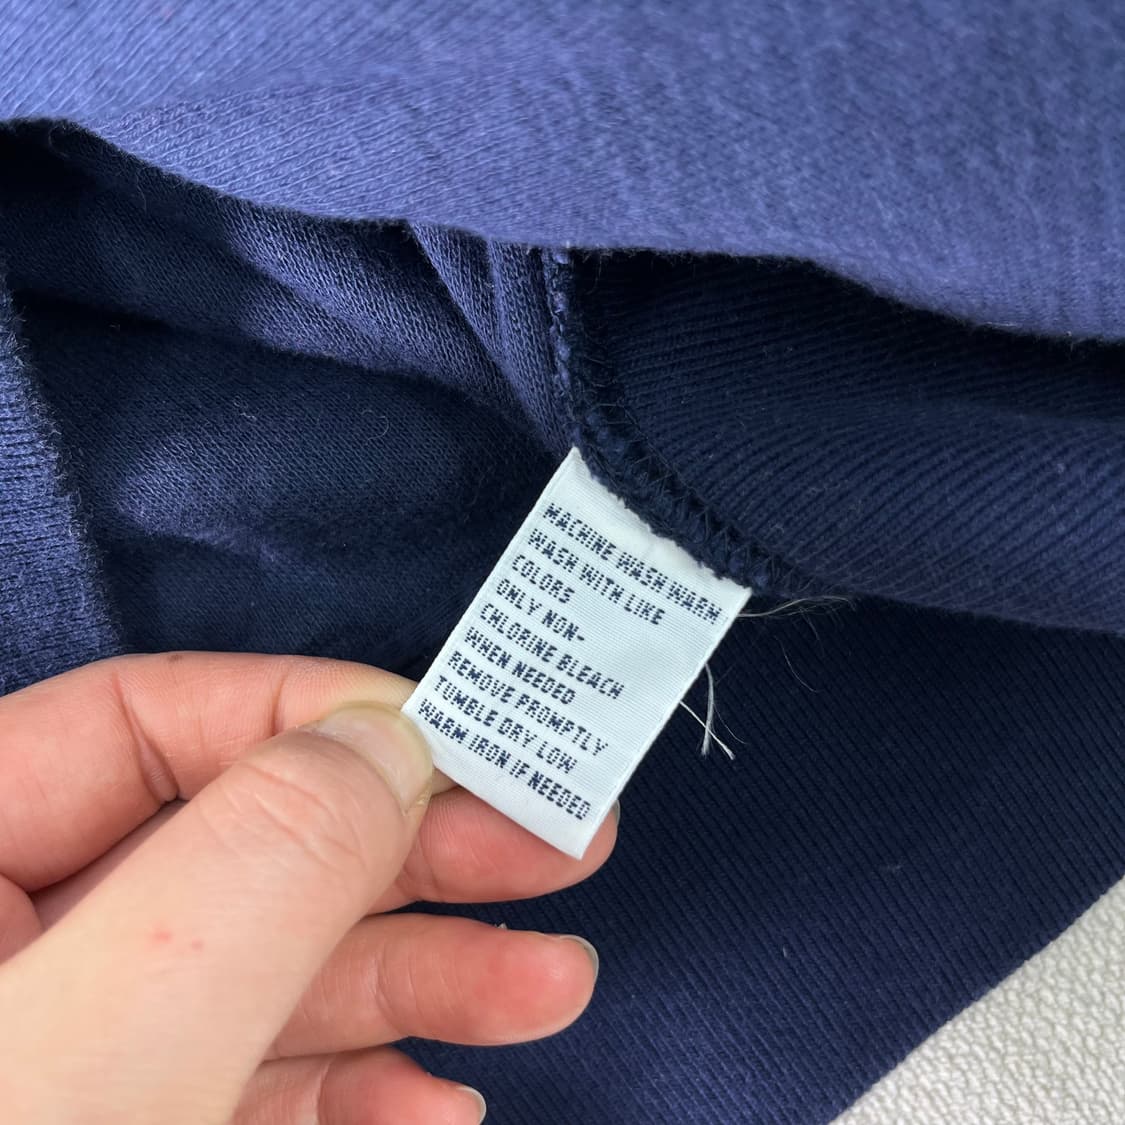 MACHINE WASH WARM
WASH WITH LIKE
COLORS
ONLY NON-
CHLORINE BLEACH
WHEN NEEDED
REMOVE PROMPTLY
TUMBLE DRY LOW
WARM IRON IF NEEDED